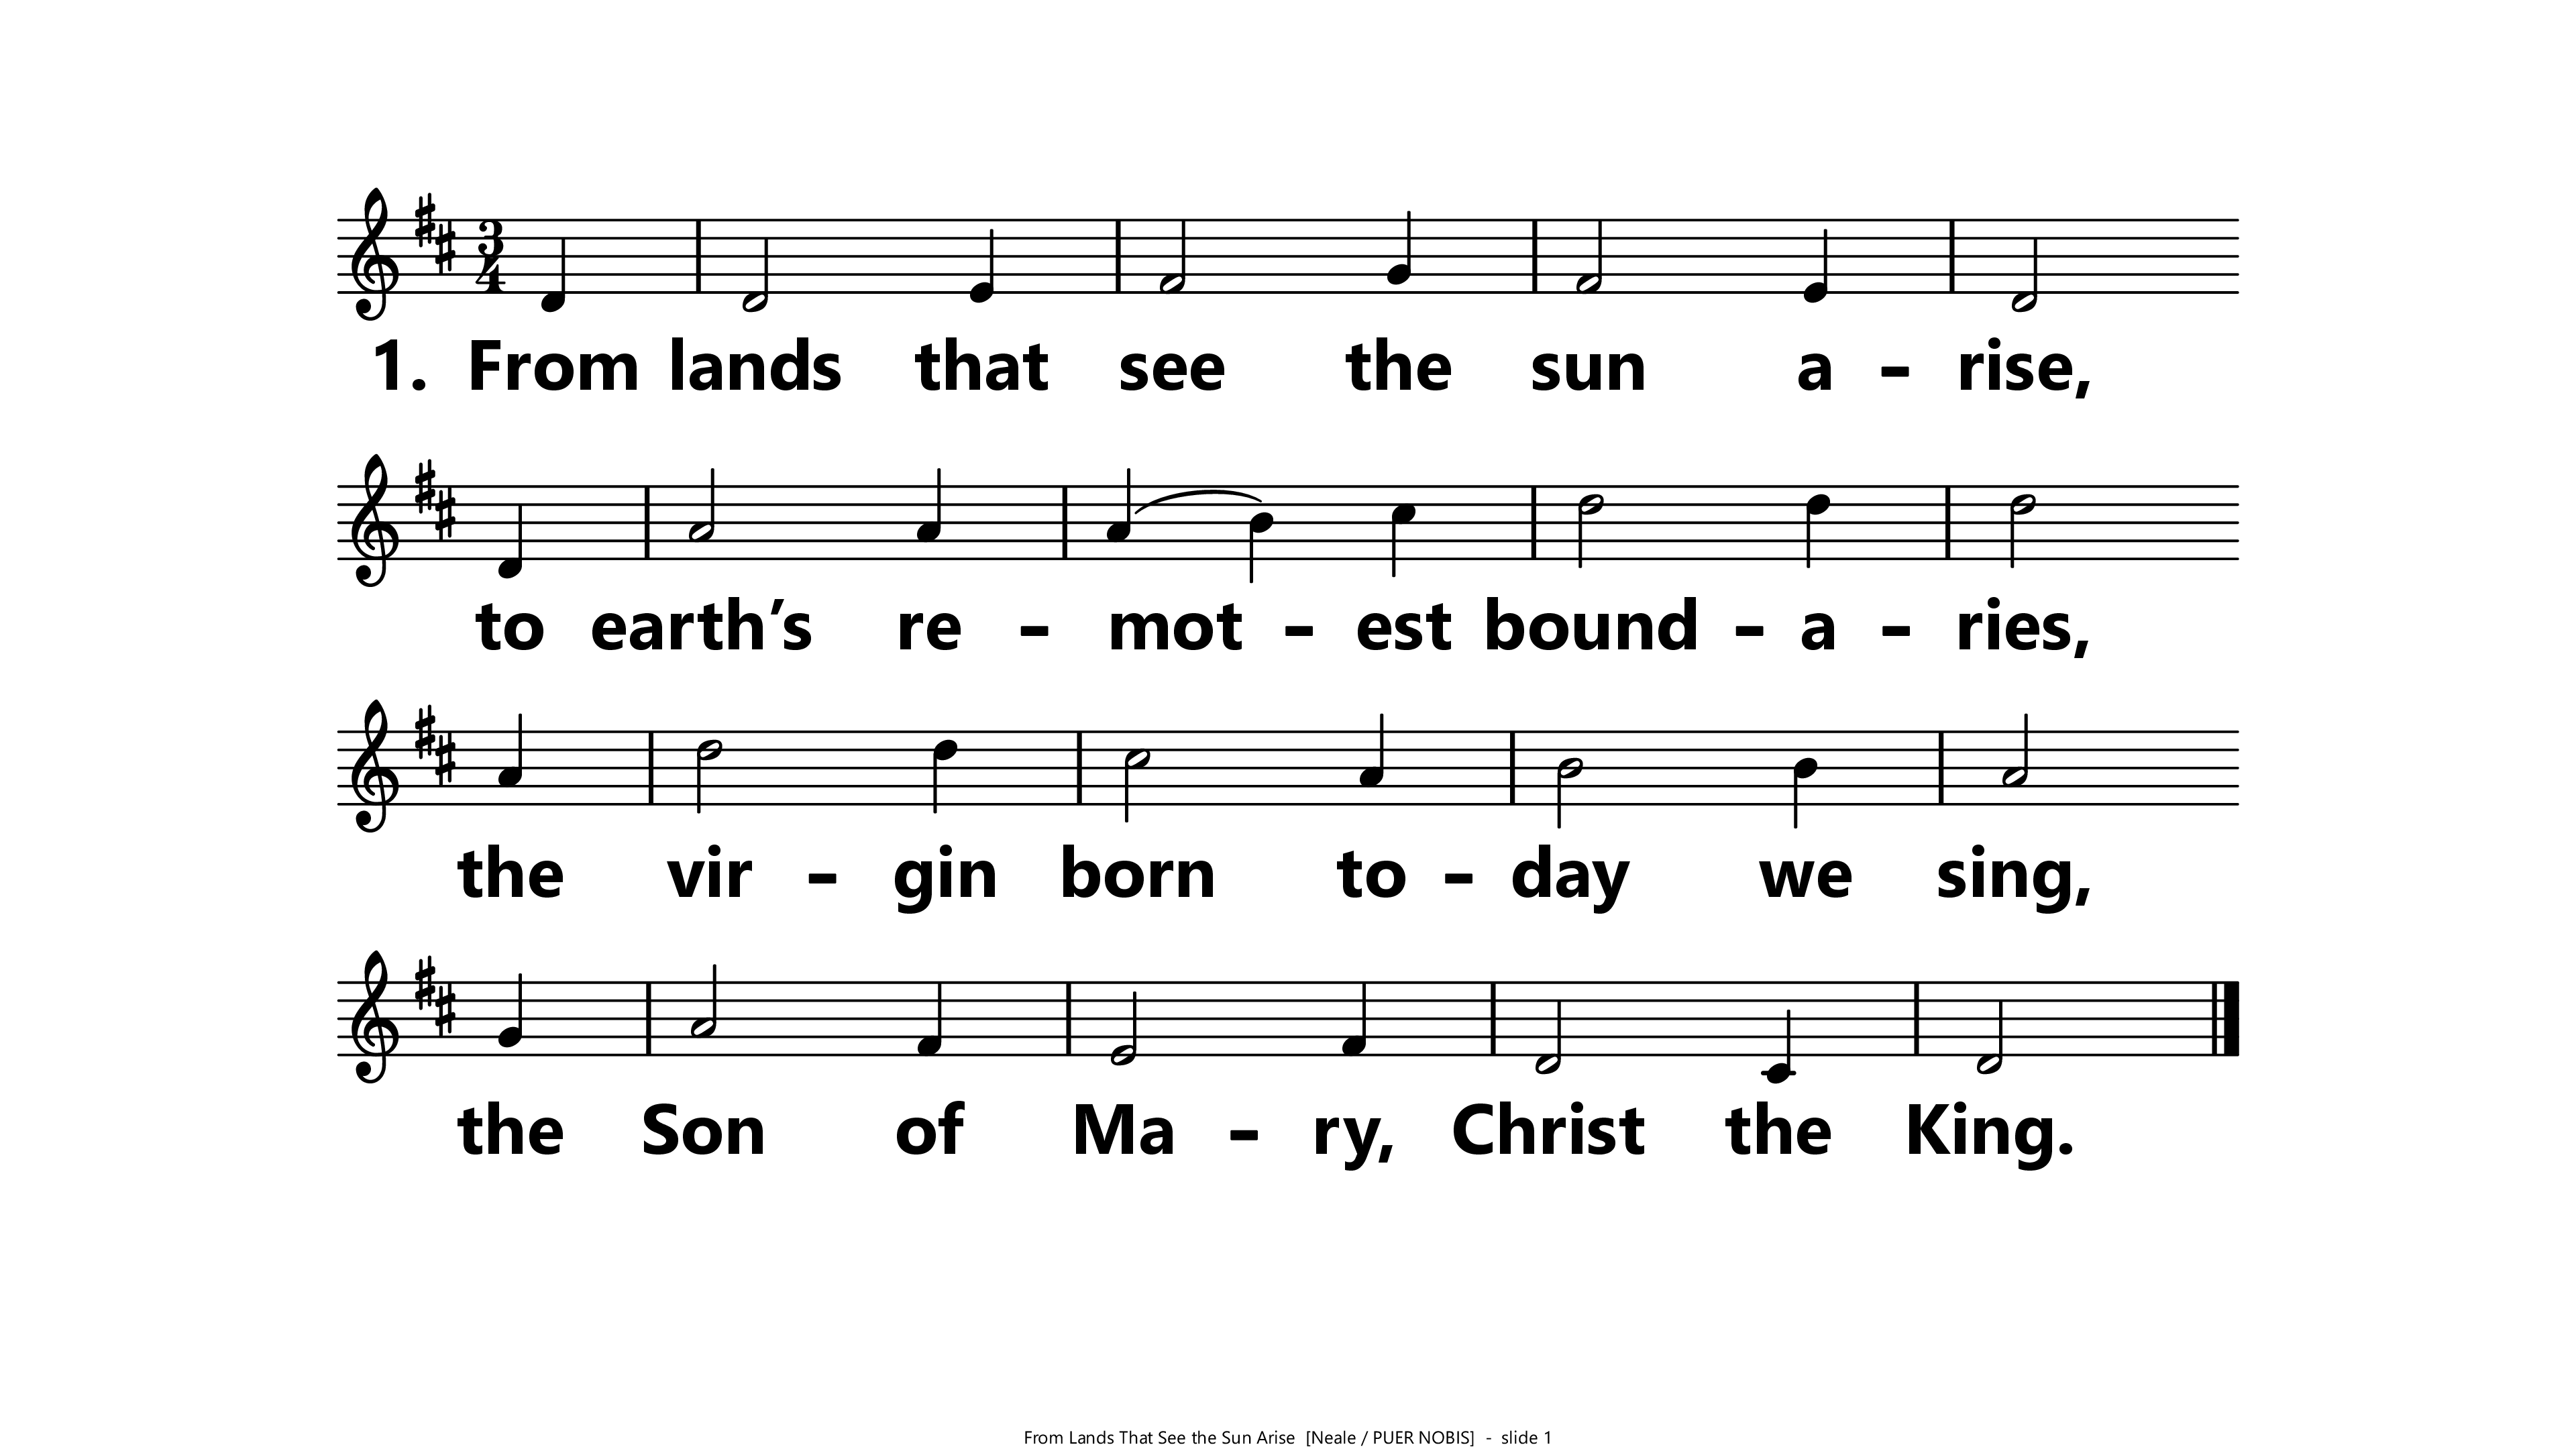 3
4
1. From lands that see the sun a - rise,
to earth’s re - mot - est bound - a - ries,
the vir - gin born to - day we sing,
the Son of Ma - ry, Christ the King.
From Lands That See the Sun Arise [Neale / PUER NOBIS] - slide 1